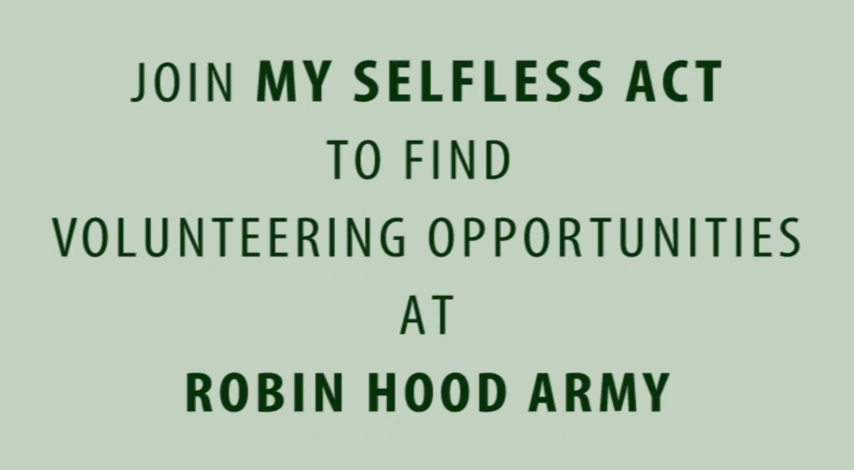 JOIN MY SELFLESS ACT
TO FIND
VOLUNTEERING OPPORTUNITIES
AT
ROBIN HOOD ARMY